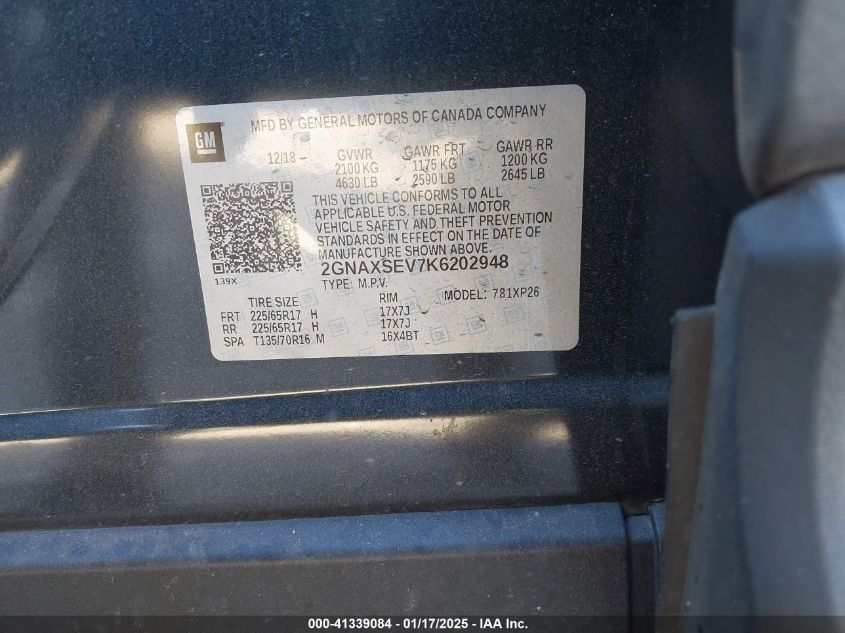 GM
MFD BY GENERAL MOTORS OF CANADA COMPANY
12/18 GVWR GAWR FRT GAWR RR
2100 KG 1175 KG 1200 KG
4630 LB 2590 LB 2645 LB
THIS VEHICLE CONFORMS TO ALL
APPLICABLE U.S. FEDERAL MOTOR
VEHICLE SAFETY AND THEFT PREVENTION
STANDARDS IN EFFECT ON THE DATE OF
MANUFACTURE SHOWN ABOVE.
139X
2GNAXSEV7K6202948
TYPE: M.P.V. MODEL: 781XP26
TIRE SIZE RIM
FRT 225/65R17 H 17X7J
RR 225/65R17 H 17X7J
SPA T135/70R16 M 16X4BT
000-41339084 / 01/17/2025 - IAA Inc.